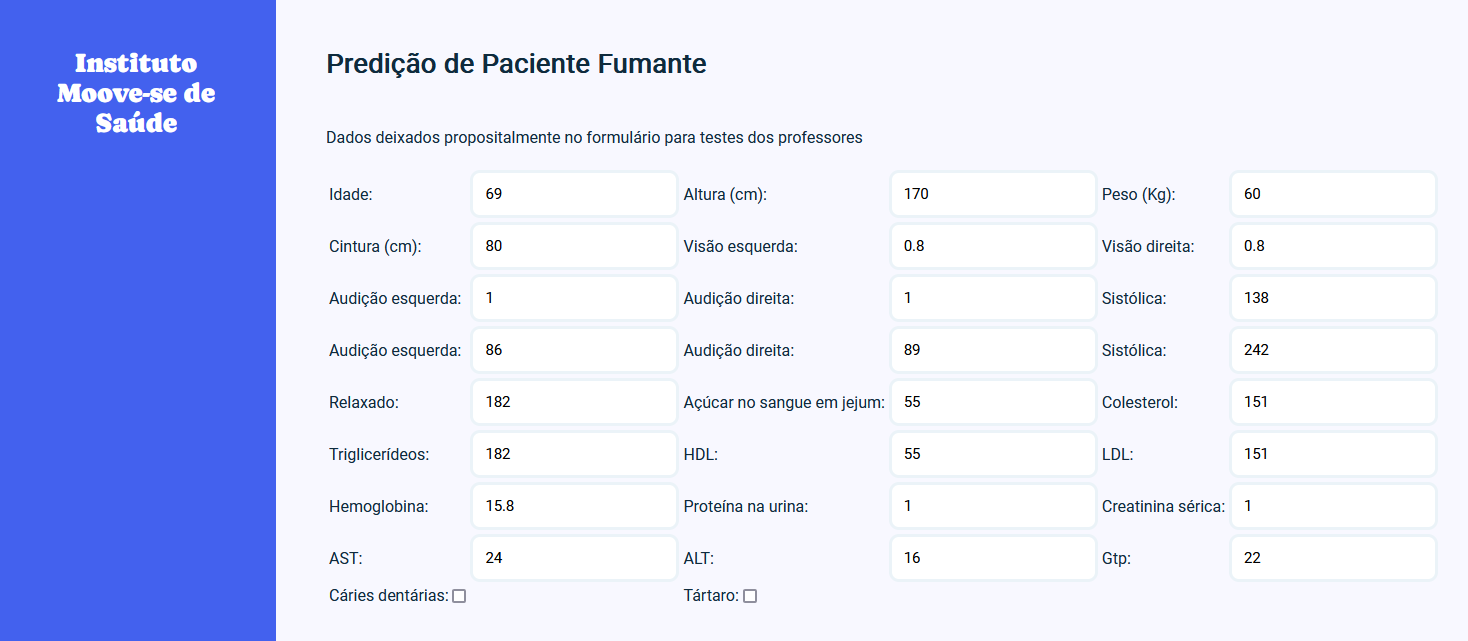 Instituto
Moove-se de
Saúde
Predição de Paciente Fumante
Dados deixados propositalmente no formulário para testes dos professores
Idade: 69 Altura (cm): 170 Peso (Kg): 60
Cintura (cm): 80 Visão esquerda: 0.8 Visão direita: 0.8
Audição esquerda: 1 Audição direita: 1 Sistólica: 138
Audição esquerda: 86 Audição direita: 89 Sistólica: 242
Relaxado: 182 Açúcar no sangue em jejum: 55 Colesterol: 151
Triglicerídeos: 182 HDL: 55 LDL: 151
Hemoglobina: 15.8 Proteína na urina: 1 Creatinina sérica: 1
AST: 24 ALT: 16 Gtp: 22
Cáries dentárias: Tártaro: